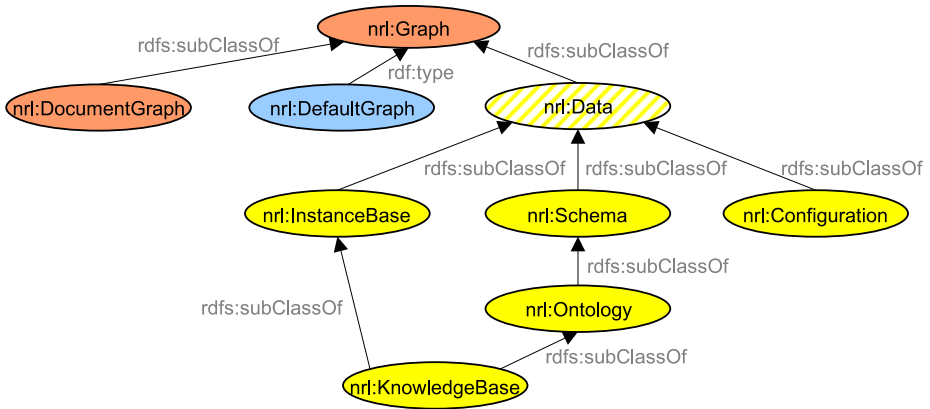 nrl:Graph
rdfs:subClassOf
rdfs:subClassOf
rdf:type
nrl:DocumentGraph
nrl:DefaultGraph
nrl:Data
rdfs:subClassOf
rdfs:subClassOf
rdfs:subClassOf
nrl:InstanceBase
nrl:Schema
nrl:Configuration
rdfs:subClassOf
rdfs:subClassOf
nrl:Ontology
rdfs:subClassOf
nrl:KnowledgeBase